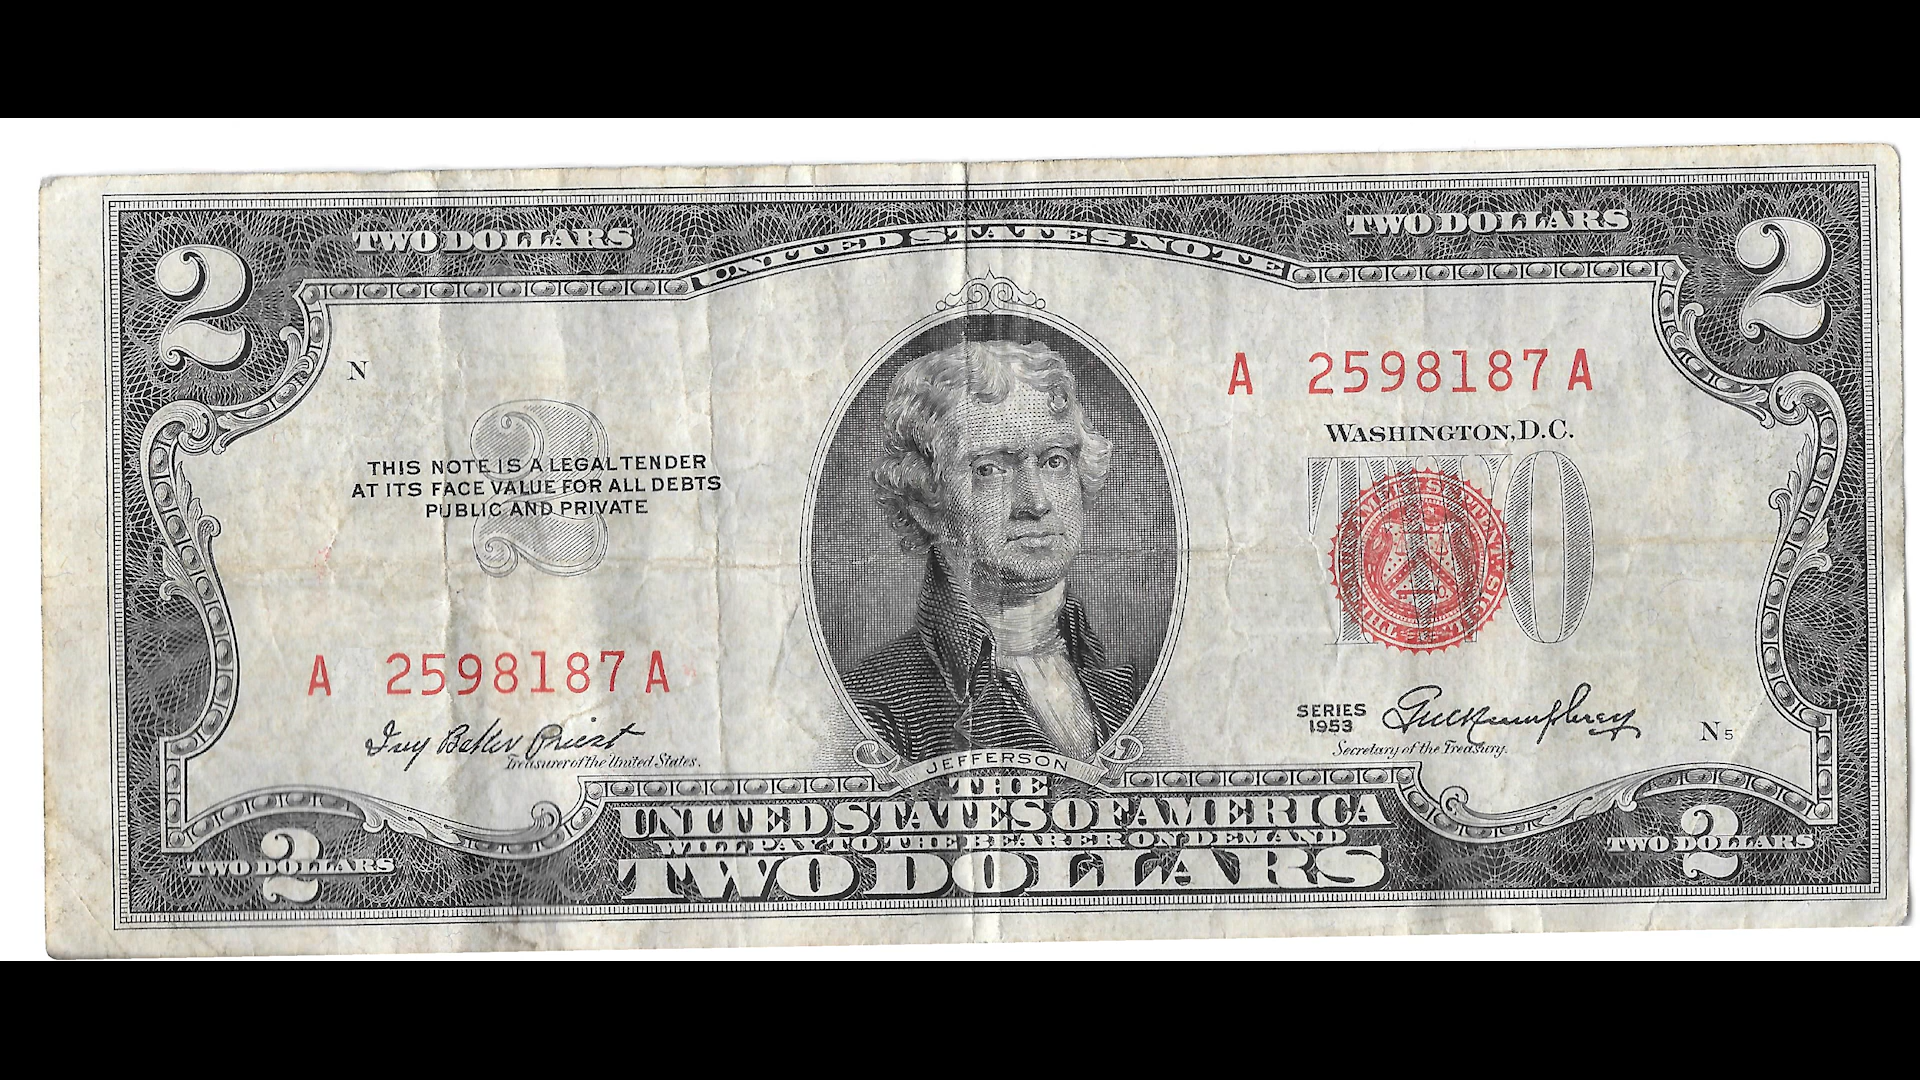 TWO DOLLARS
TWO DOLLARS
UNITED STATES NOTE
2
2
N
A 2598187 A
WASHINGTON, D.C.
2
THIS NOTE IS A LEGAL TENDER
AT ITS FACE VALUE FOR ALL DEBTS
PUBLIC AND PRIVATE
TWO
A 2598187 A
Ivy Baker Priest
Treasurer of the United States.
SERIES
1953
G M Humphrey
Secretary of the Treasury.
N5
JEFFERSON
THE
UNITED STATES OF AMERICA
WILL PAY TO THE BEARER ON DEMAND
TWO DOLLARS
2
TWO DOLLARS
2
TWO DOLLARS